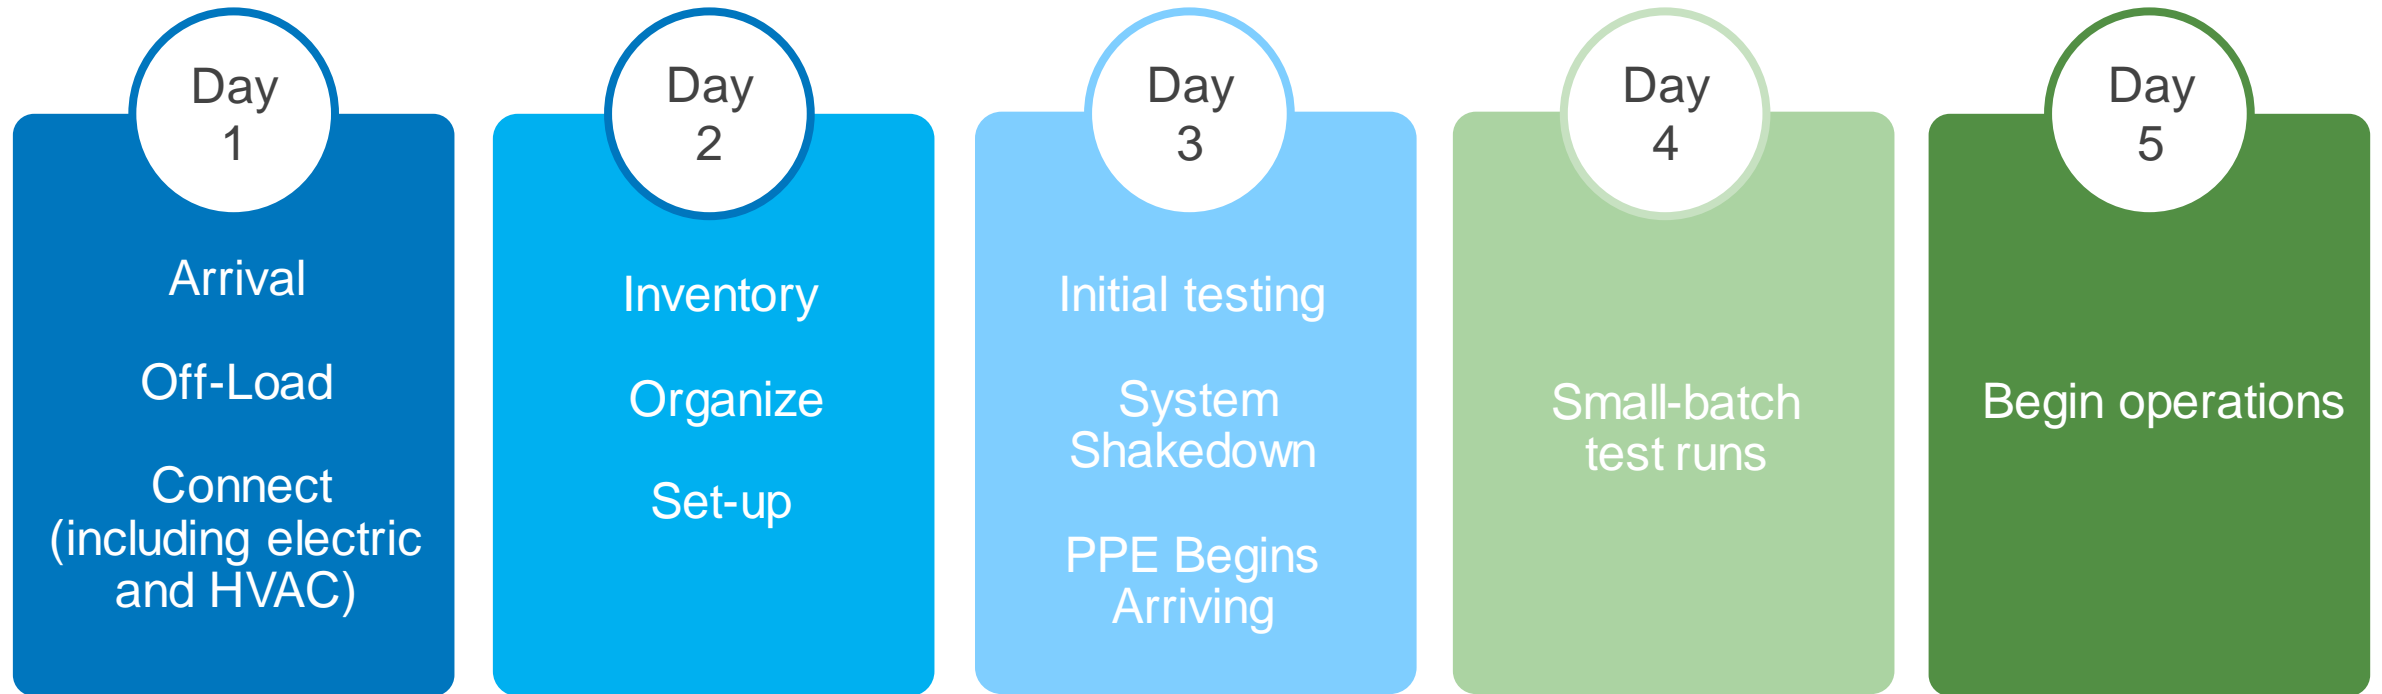 Day
1
Arrival
Off-Load
Connect
(including electric
and HVAC)
Day
2
Inventory
Organize
Set-up
Day
3
Initial testing
System
Shakedown
PPE Begins
Arriving
Day
4
Small-batch
test runs
Day
5
Begin operations